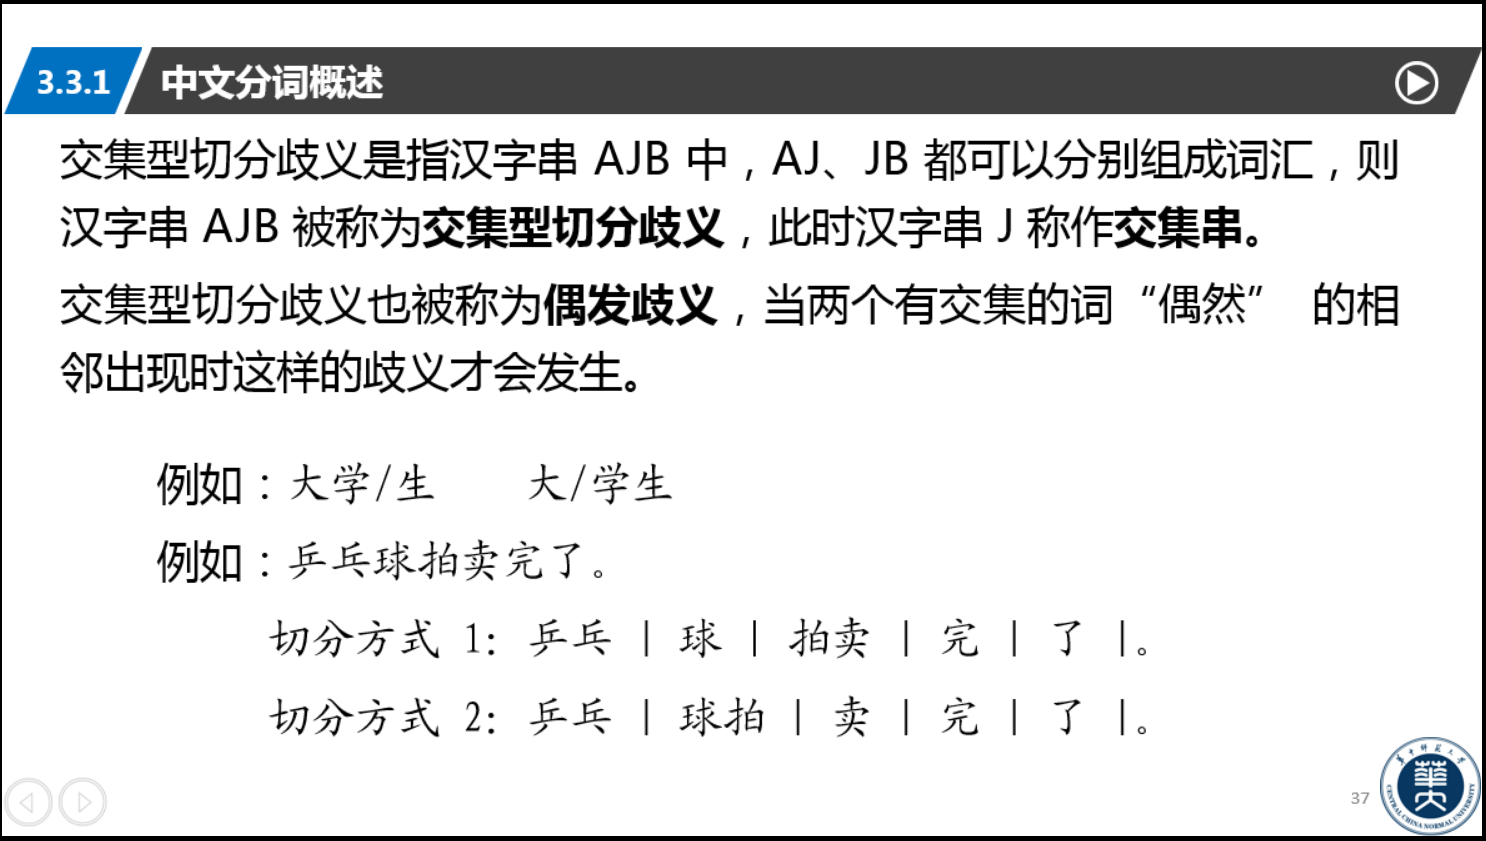 3.3.1 中文分词概述
交集型切分歧义是指汉字串 AJB 中，AJ、JB 都可以分别组成词汇，则
汉字串 AJB 被称为交集型切分歧义，此时汉字串 J 称作交集串。
交集型切分歧义也被称为偶发歧义，当两个有交集的词“偶然” 的相
邻出现时这样的歧义才会发生。
例如：大学/生 大/学生
例如：乒乓球拍卖完了。
切分方式 1：乒乓 | 球 | 拍卖 | 完 | 了 |。
切分方式 2：乒乓 | 球拍 | 卖 | 完 | 了 |。
37
华中师范大学
CENTRAL CHINA NORMAL UNIVERSITY